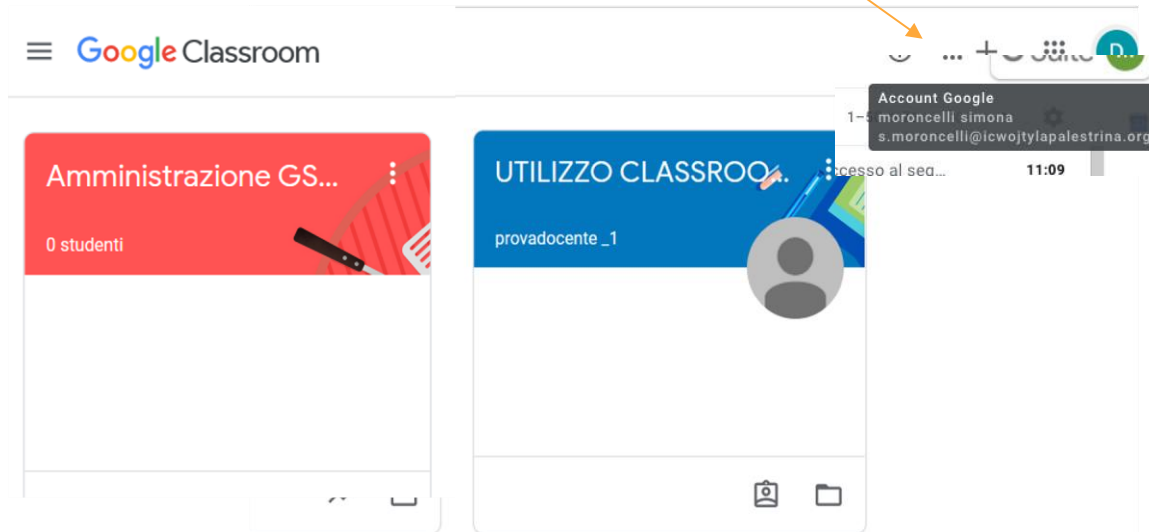 Google Classroom
D
Account Google
moroncelli simona
s.moroncelli@icwojtylapalestrina.org
Amministrazione GS...
0 studenti
UTILIZZO CLASSROO...
provadocente _1
cesso al seg...
11:09